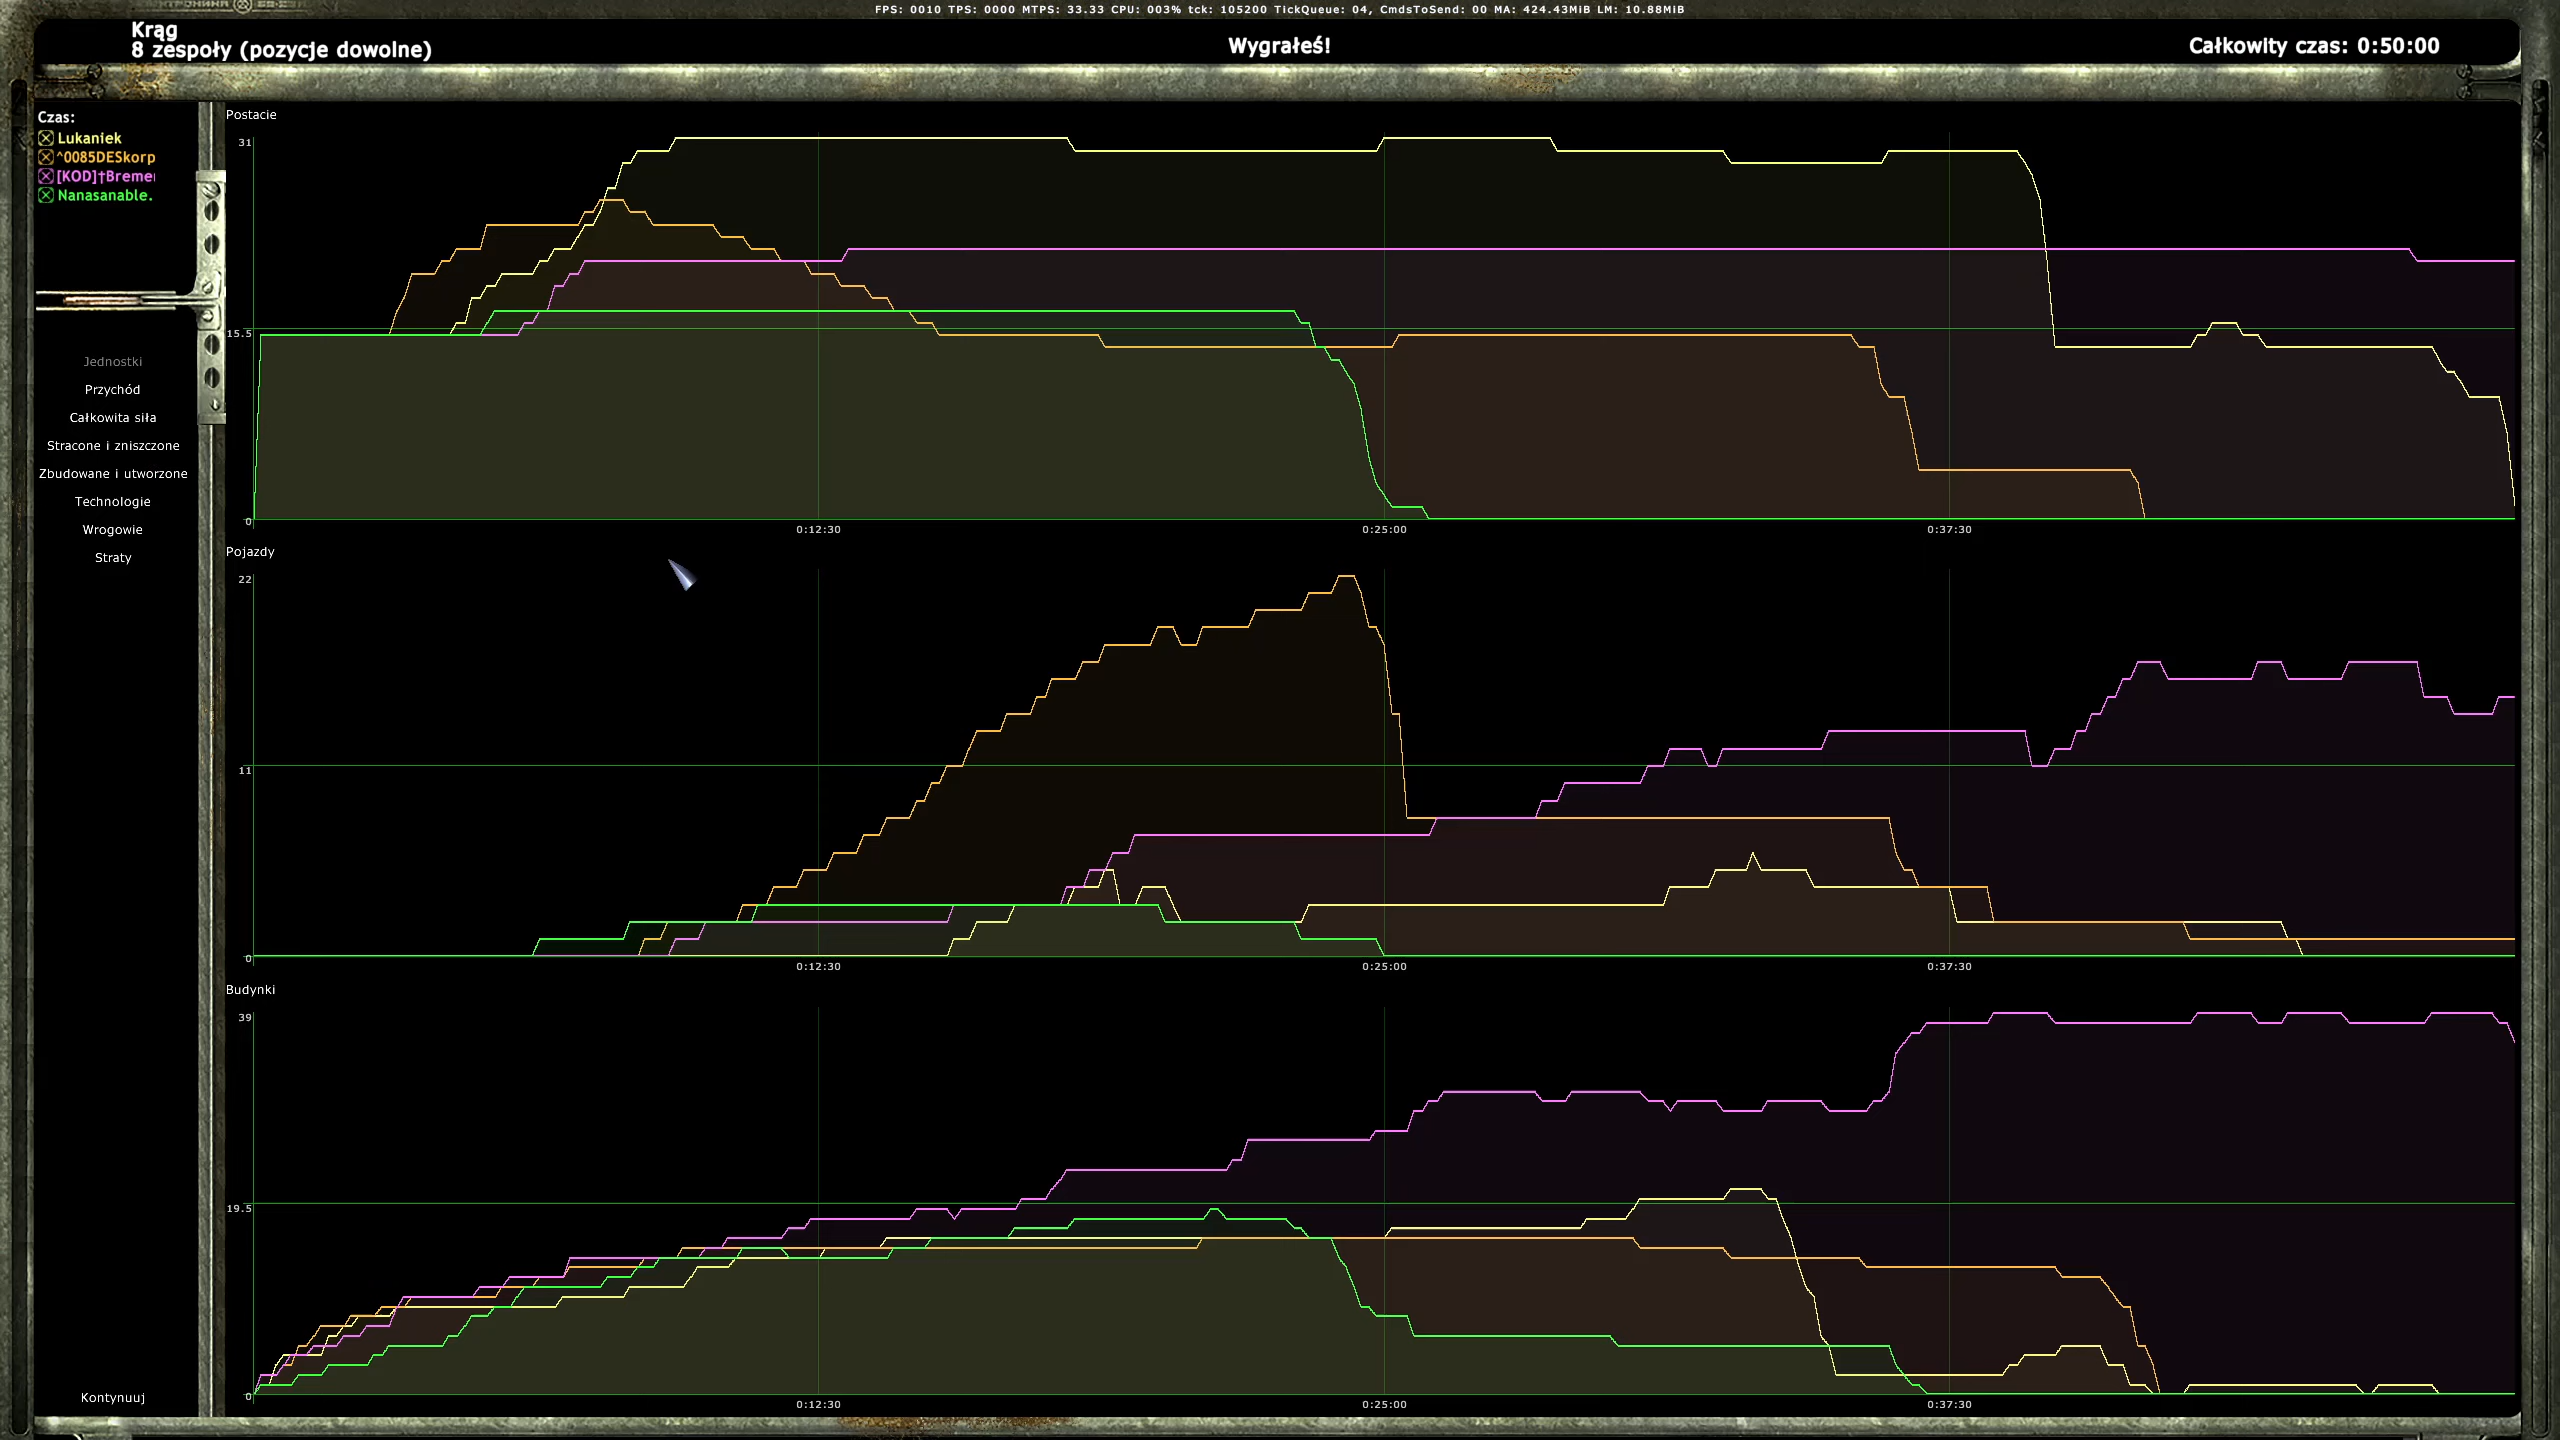 FPS: 0010 TPS: 0000 MTPS: 33.33 CPU: 003% tck: 105200 TickQueue: 04, CmdsToSend: 00 MA: 424.43MiB LM: 10.88MiB
Krąg
8 zespoły (pozycje dowolne)
Wygrałeś!
Całkowity czas: 0:50:00
Czas:
Lukaniek
^0085DESkorp
[KOD]†Breme
Nanasanable.
Jednostki
Przychód
Całkowita siła
Stracone i zniszczone
Zbudowane i utworzone
Technologie
Wrogowie
Straty
Kontynuuj
Postacie
31
15.5
0
0:12:30
0:25:00
0:37:30
Pojazdy
22
11
0
0:12:30
0:25:00
0:37:30
Budynki
39
19.5
0
0:12:30
0:25:00
0:37:30